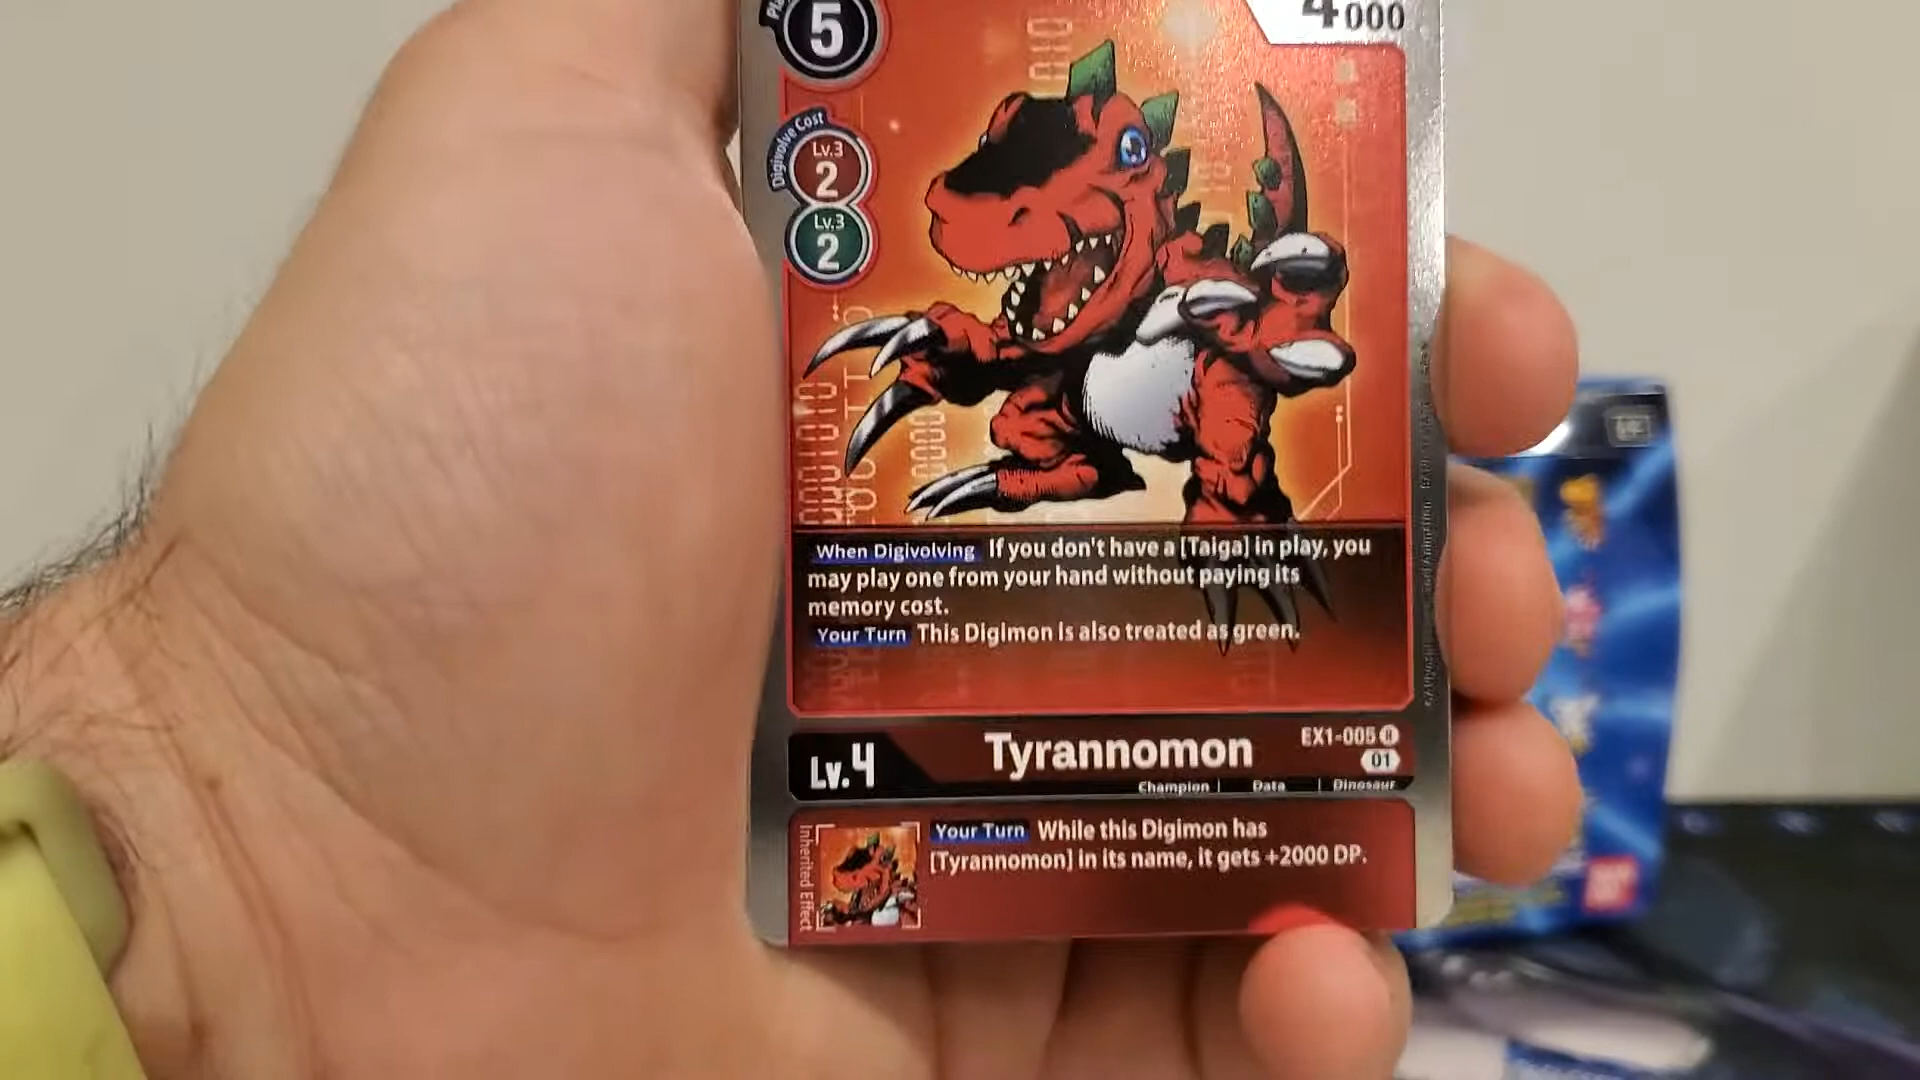 5
4000
Digivolve Cost
Lv.3
2
Lv.3
2
When Digivolving If you don't have a [Taiga] in play, you
may play one from your hand without paying its
memory cost.
Your Turn This Digimon is also treated as green.
Lv.4
Tyrannomon
EX1-005 R
01
Champion | Data | Dinosaur
Inherited Effect
Your Turn While this Digimon has
[Tyrannomon] in its name, it gets +2000 DP.